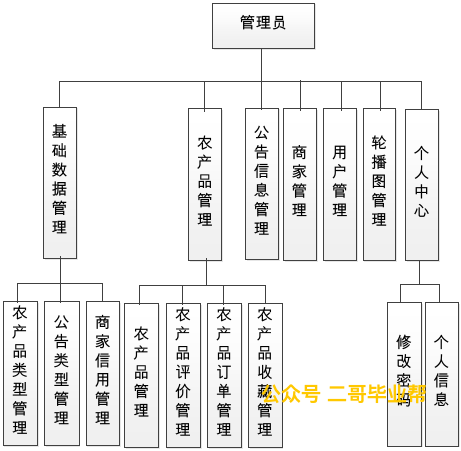 管理员
基础数据管理
农产品管理
公告信息管理
商家管理
用户管理
轮播图管理
个人中心
农产品类型管理
公告类型管理
商家信用管理
农产品管理
农产品评价管理
农产品订单管理
农产品收藏管理
修改密码
个人信息
公众号 二哥毕业帮